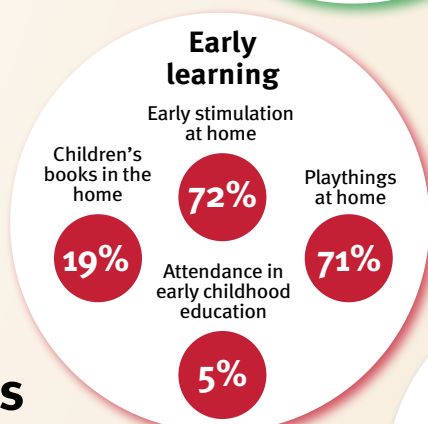 Early
learning
Early stimulation
at home
72%
Children's
books in the
home
19%
Playthings
at home
71%
Attendance in
early childhood
education
5%
s